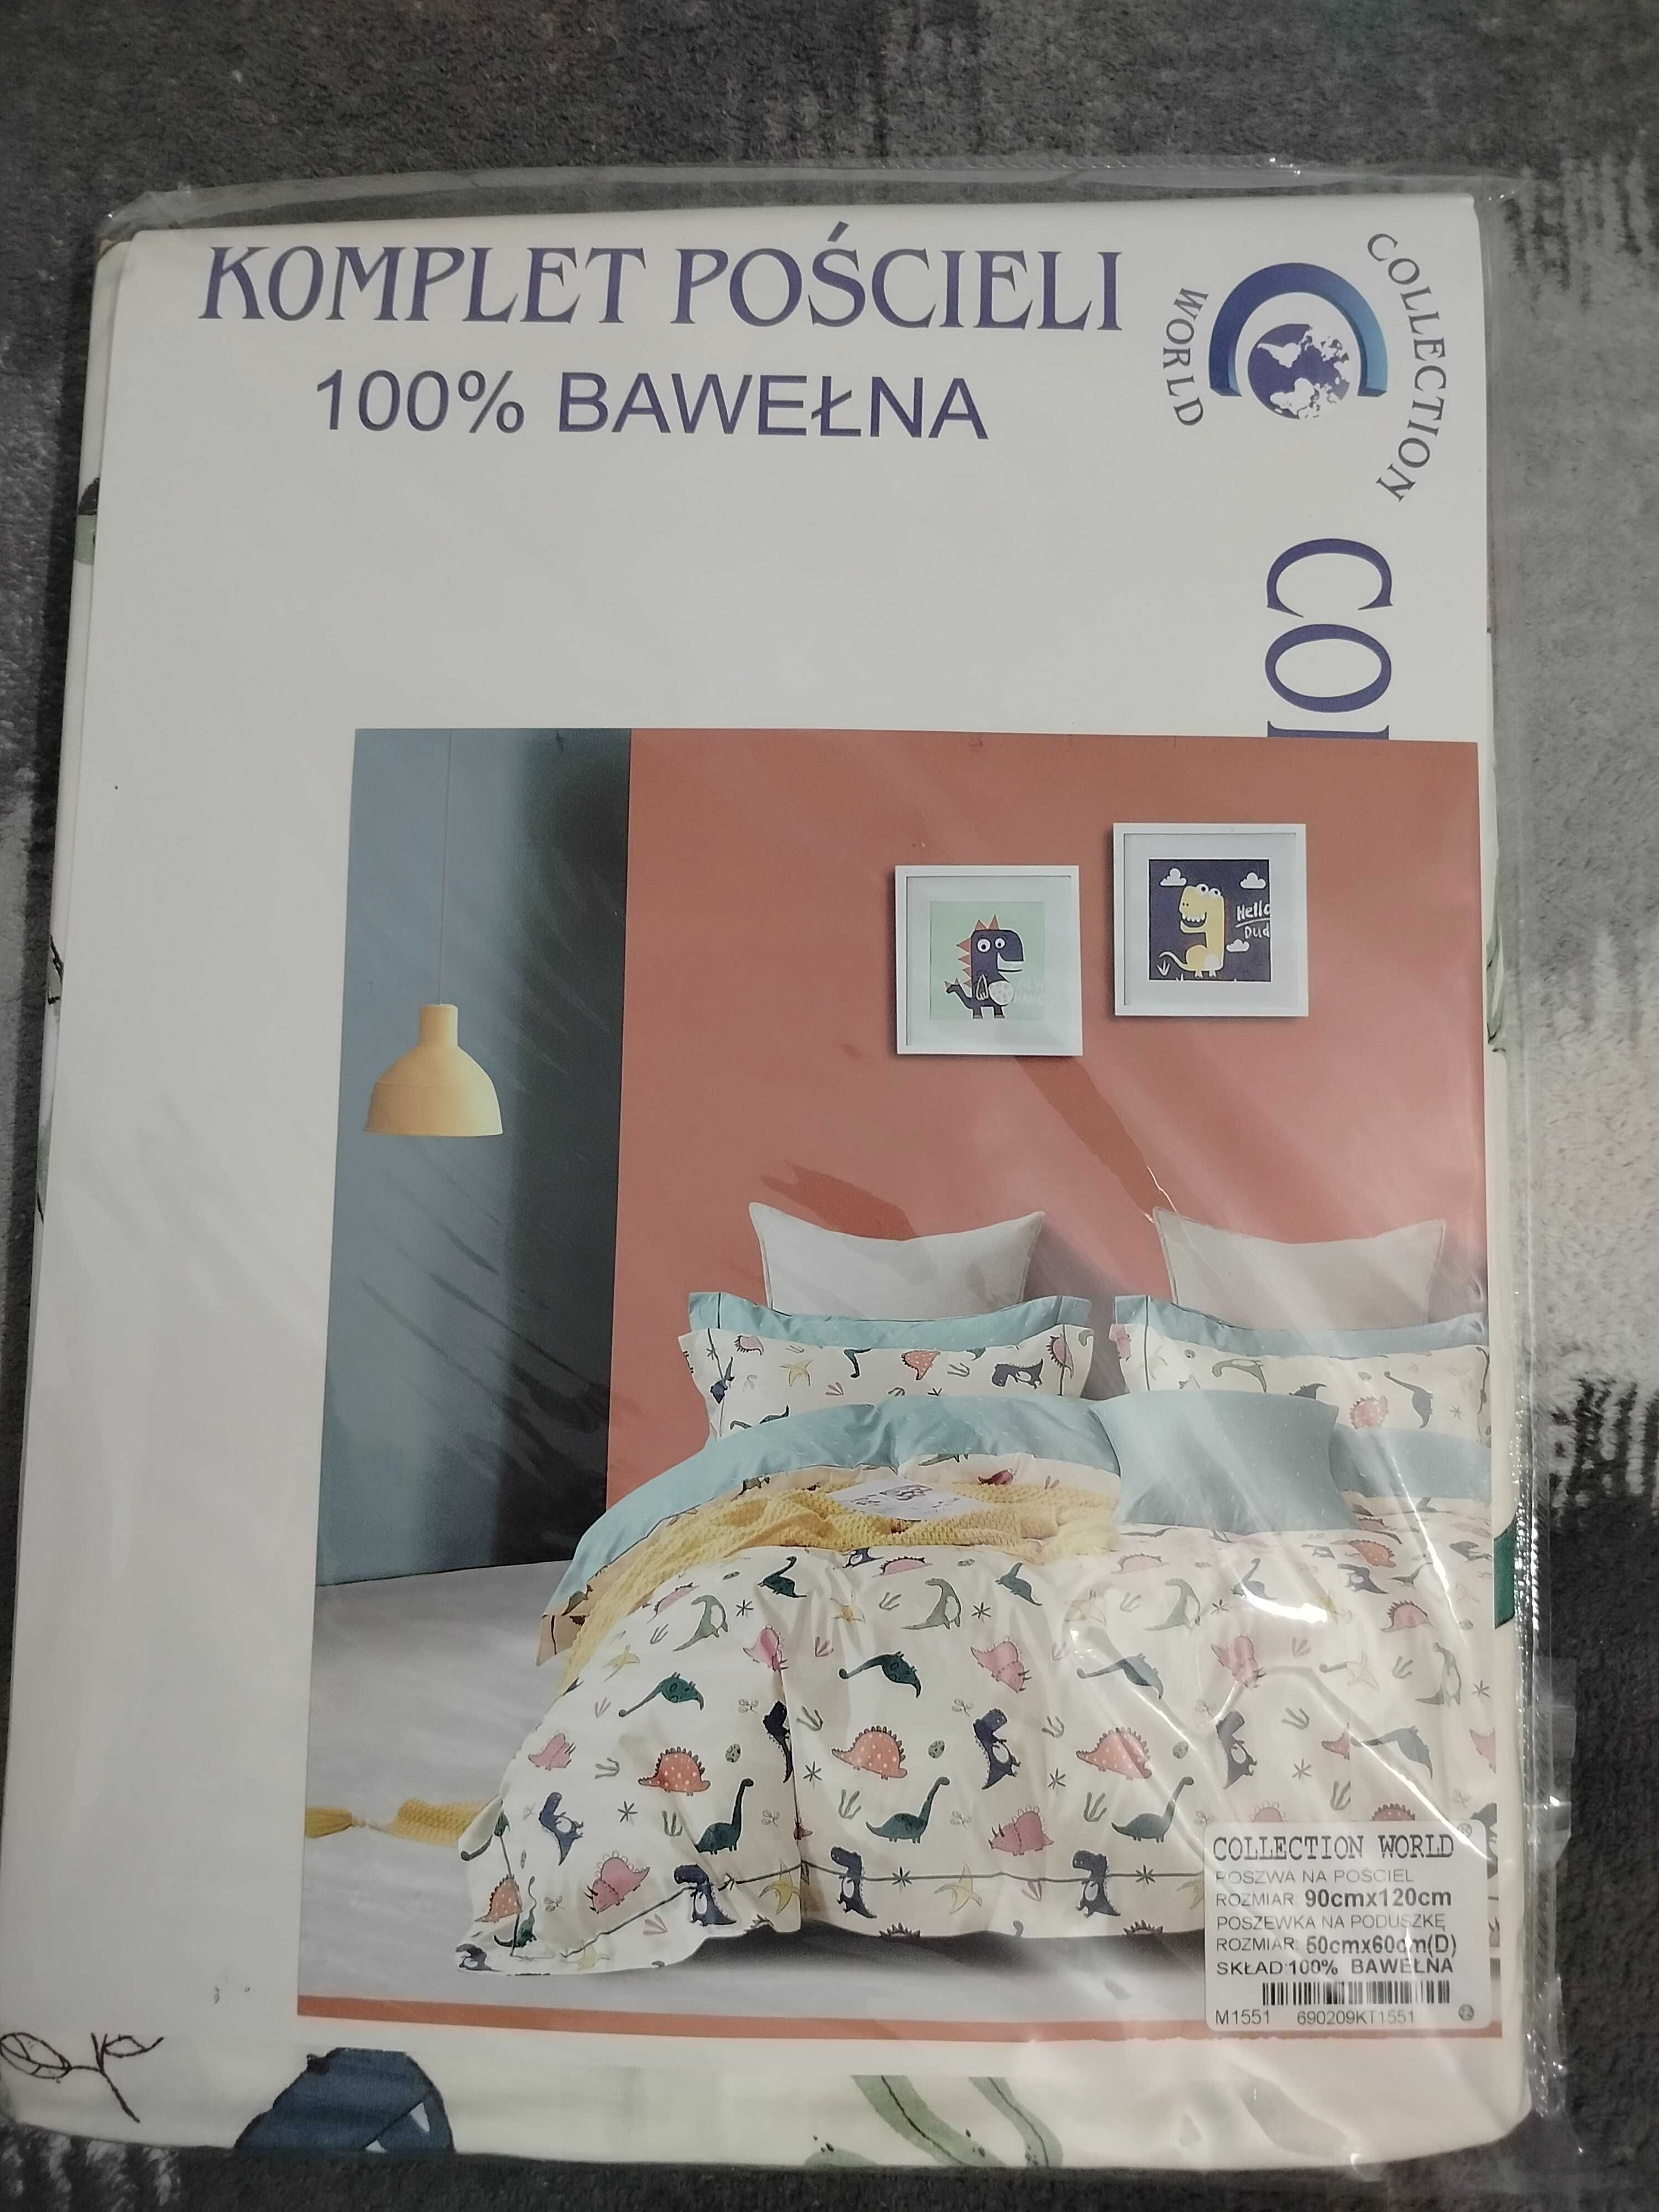 KOMPLET POŚCIELI
100% BAWEŁNA
WORLD
COLLECTION
Hello
Dud
COLLECTION WORLD
POSZWA NA POŚCIEL
ROZMIAR: 90cmx120cm
POSZEWKA NA PODUSZKĘ
ROZMIAR: 50cmx60cm(D)
SKŁAD:100% BAWEŁNA
M1551 690209KT1551